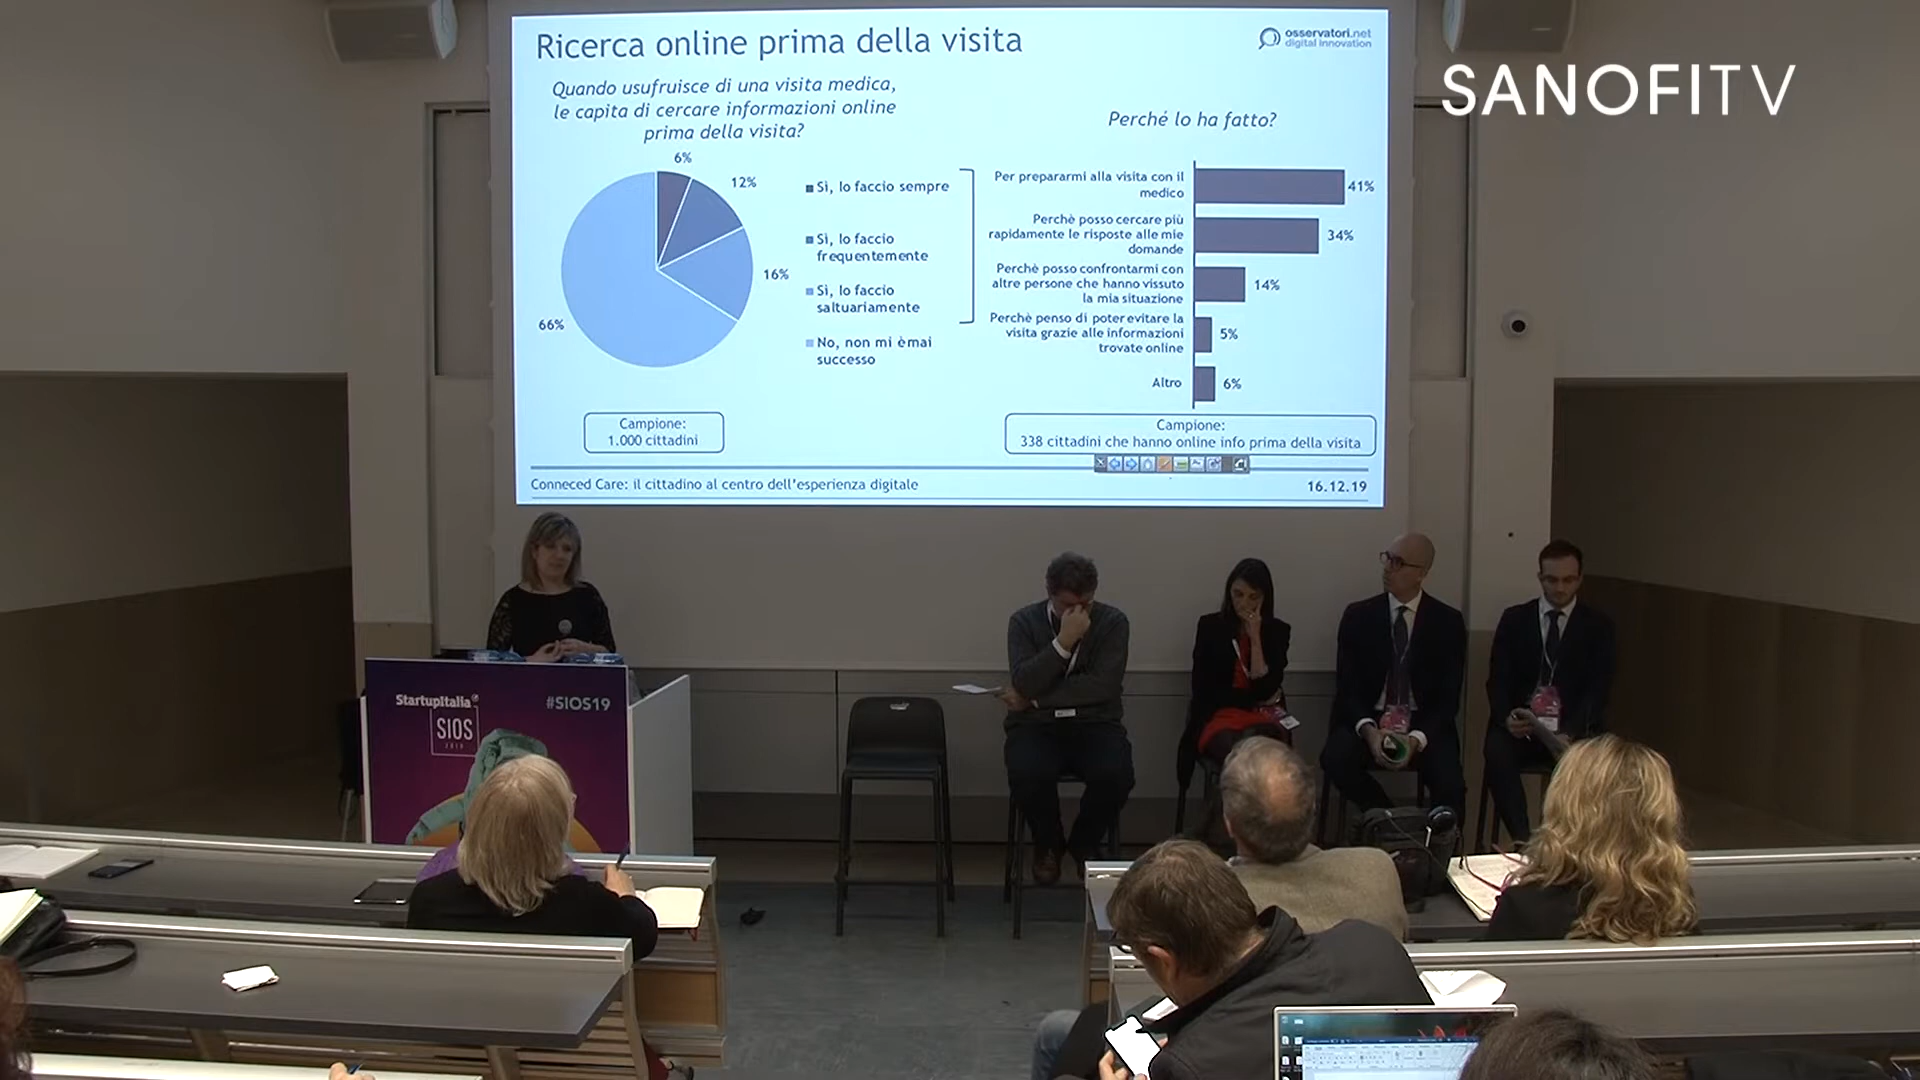 Ricerca online prima della visita
osservatori.net
digital innovation
SANOFITV
Quando usufruisce di una visita medica,
le capita di cercare informazioni online
prima della visita?
6%
12%
16%
66%
Sì, lo faccio sempre
Sì, lo faccio
frequentemente
Sì, lo faccio
saltuariamente
No, non mi è mai
successo
Campione:
1.000 cittadini
Perché lo ha fatto?
Per prepararmi alla visita con il
medico
41%
Perchè posso cercare più
rapidamente le risposte alle mie
domande
34%
Perchè posso confrontarmi con
altre persone che hanno vissuto
la mia situazione
14%
Perchè penso di poter evitare la
visita grazie alle informazioni
trovate online
5%
Altro
6%
Campione:
338 cittadini che hanno online info prima della visita
Conneced Care: il cittadino al centro dell'esperienza digitale
16.12.19
StartupItalia
#SIOS19
SIOS
2019